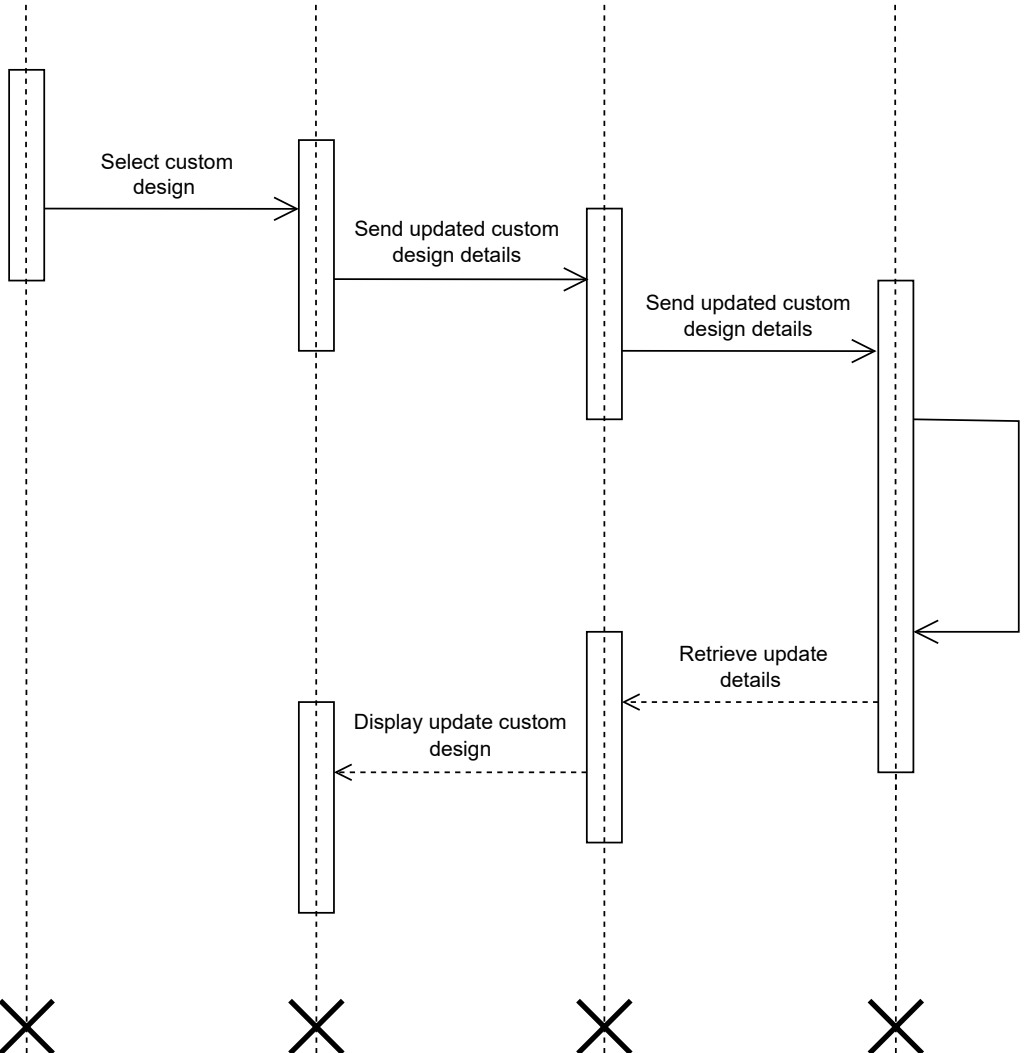 Select custom
design
Send updated custom
design details
Send updated custom
design details
Retrieve update
details
Display update custom
design